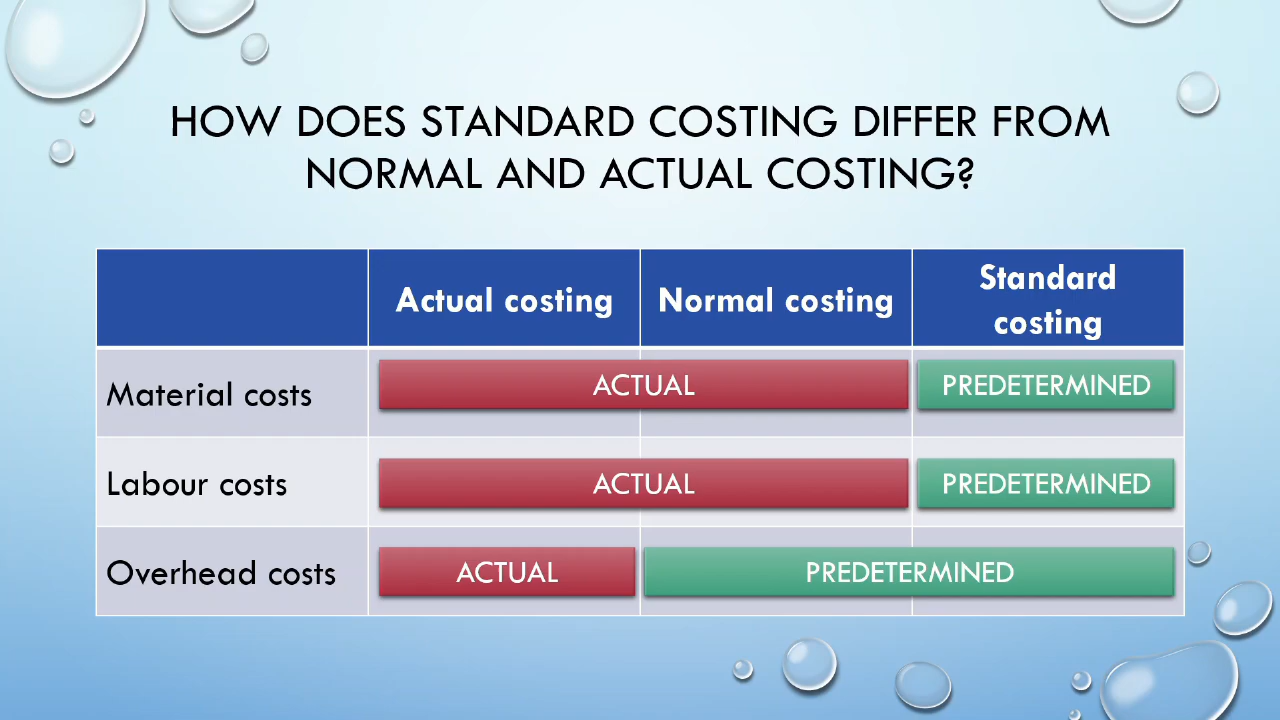 HOW DOES STANDARD COSTING DIFFER FROM
NORMAL AND ACTUAL COSTING?
Actual costing
Normal costing
Standard
costing
Material costs
ACTUAL
PREDETERMINED
Labour costs
ACTUAL
PREDETERMINED
Overhead costs
ACTUAL
PREDETERMINED